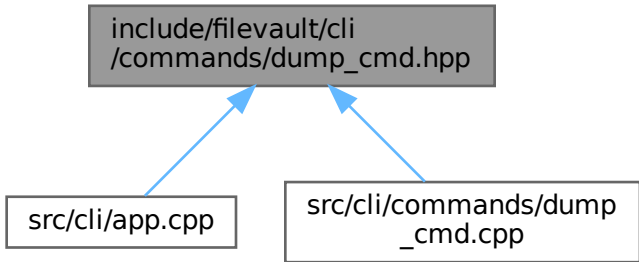 include/filevault/cli
/commands/dump_cmd.hpp
src/cli/app.cpp
src/cli/commands/dump
_cmd.cpp